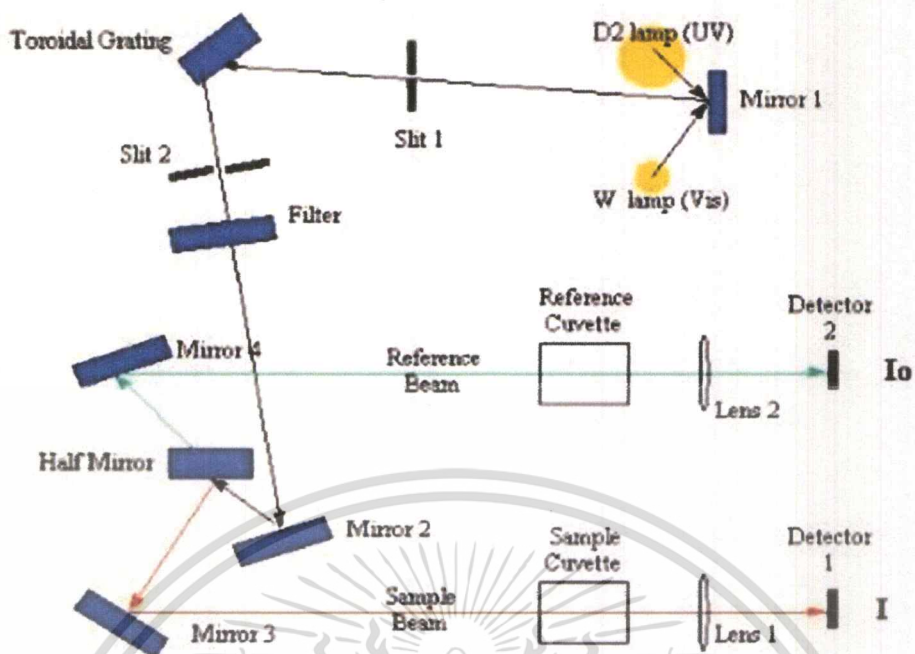 Toroidal Grating
D2 lamp (UV)
Mirror 1
Slit 1
Slit 2
W lamp (Vis)
Filter
Reference
Cuvette
Detector
2
Mirror 4
Reference
Beam
Io
Lens 2
Half Mirror
Mirror 2
Sample
Cuvette
Detector
1
Sample
Beam
I
Mirror 3
Lens 1